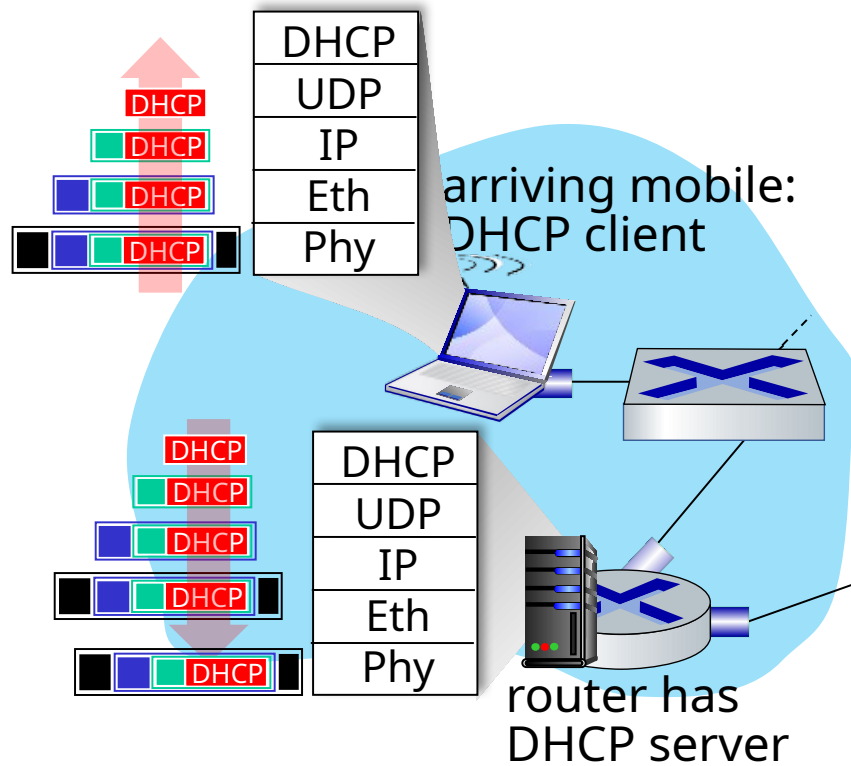 DHCP
UDP
IP
Eth
Phy
DHCP
DHCP
DHCP
DHCP
arriving mobile:
DHCP client
DHCP
UDP
IP
Eth
Phy
DHCP
DHCP
DHCP
DHCP
DHCP
router has
DHCP server